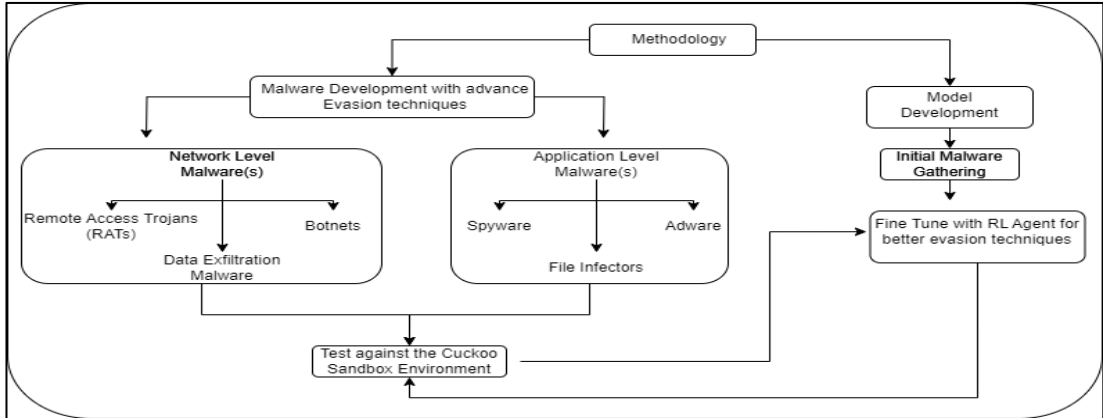 Methodology
Malware Development with advance
Evasion techniques
Model
Development
Network Level
Malware(s)
Remote Access Trojans
(RATs)
Botnets
Data Exfiltration
Malware
Application Level
Malware(s)
Spyware
Adware
File Infectors
Initial Malware
Gathering
Fine Tune with RL Agent for
better evasion techniques
Test against the Cuckoo
Sandbox Environment